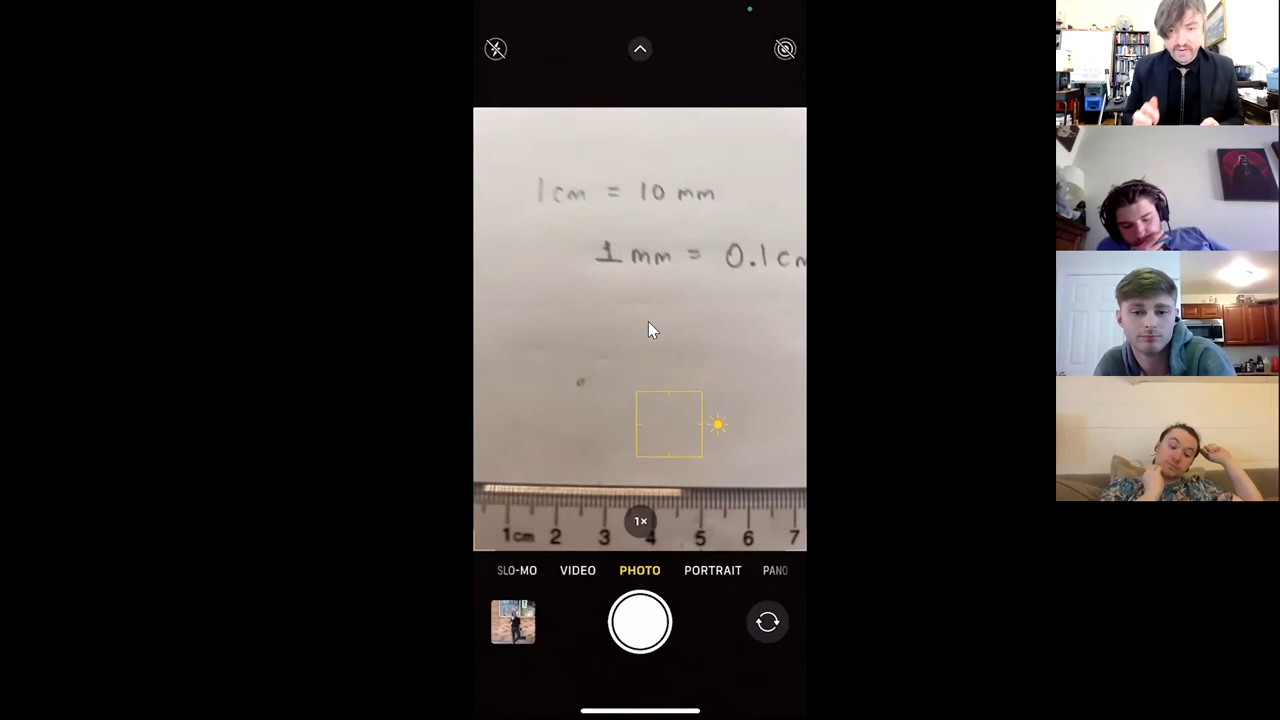 1 cm = 10 mm
1 mm = 0.1 cm
1cm 2 3 4 5 6 7
1×
SLO-MO VIDEO PHOTO PORTRAIT PANO